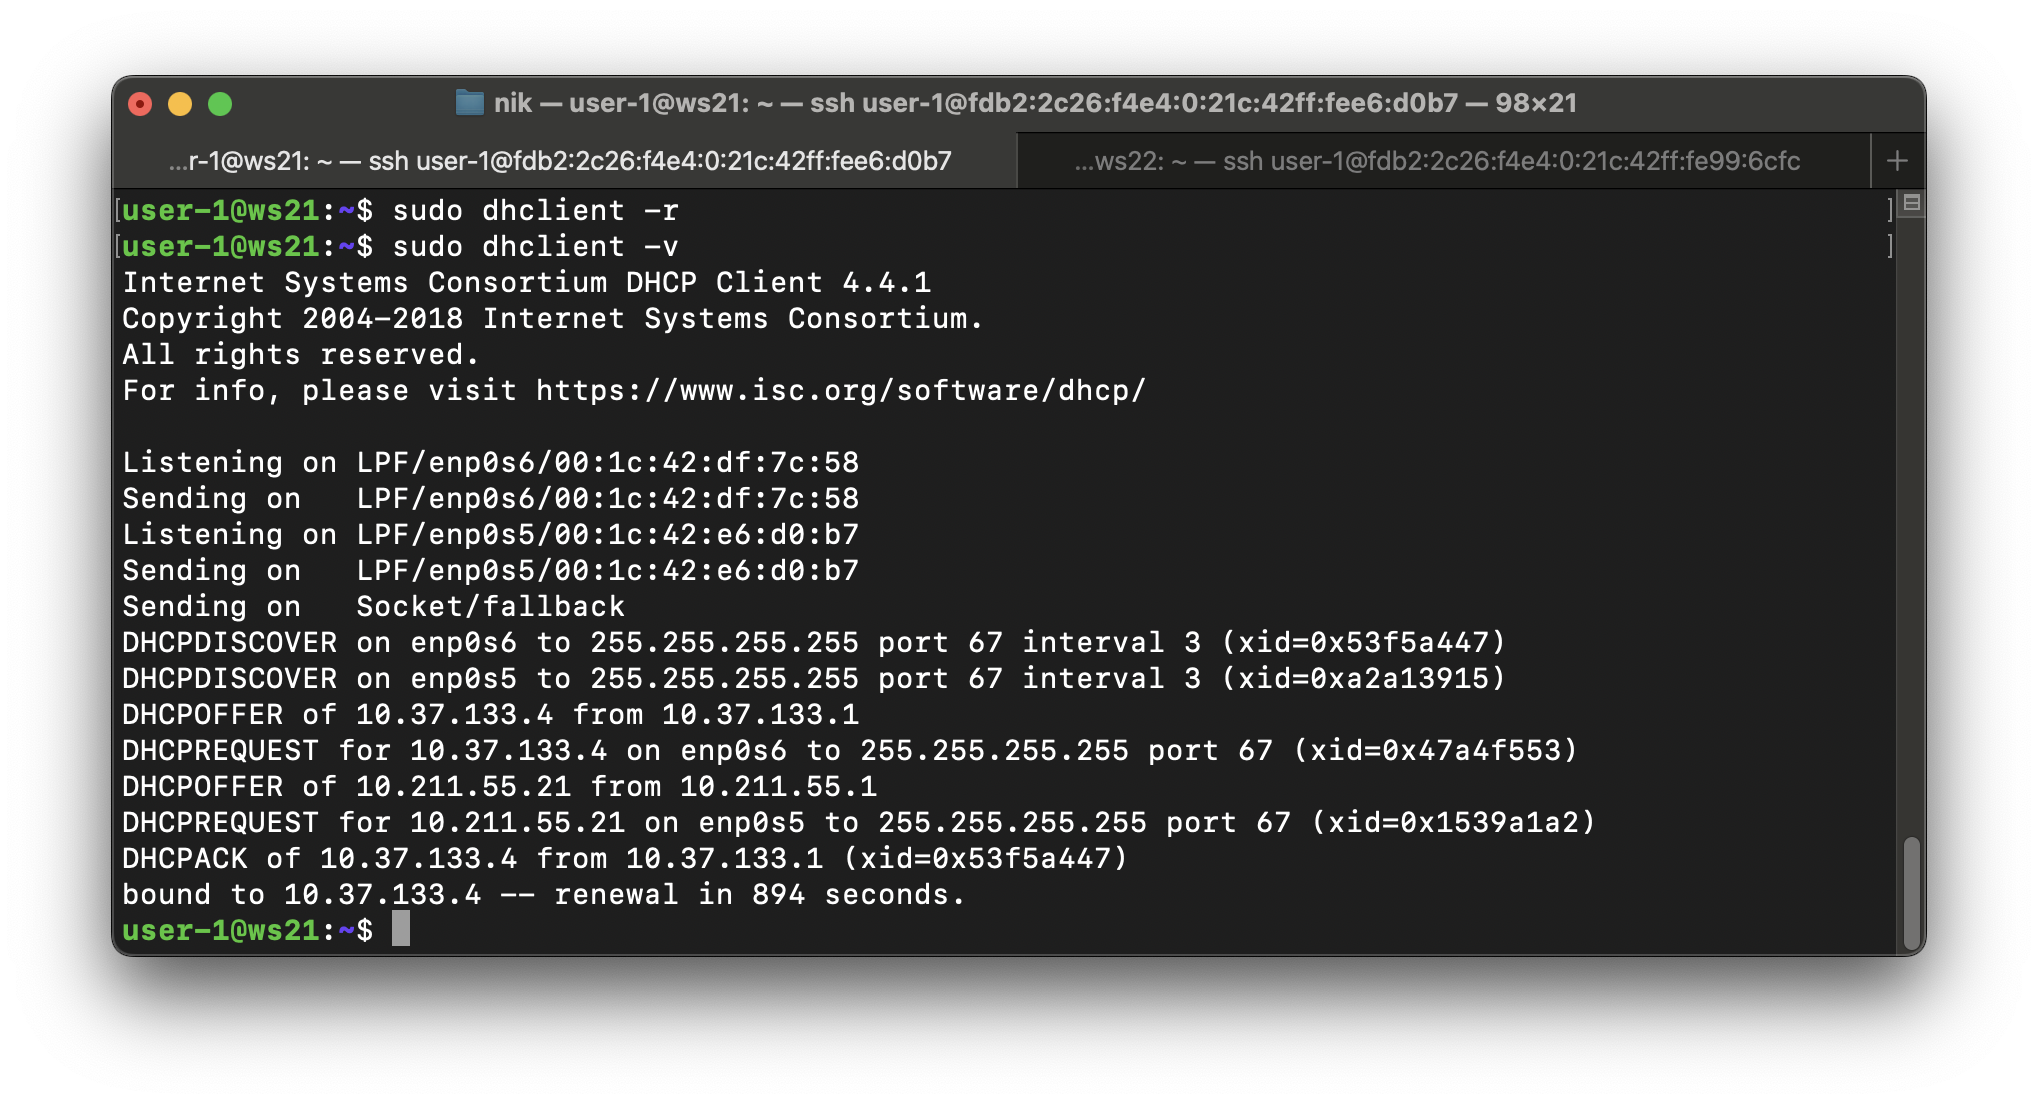 nik — user-1@ws21: ~ — ssh user-1@fdb2:2c26:f4e4:0:21c:42ff:fee6:d0b7 — 98×21
...r-1@ws21: ~ — ssh user-1@fdb2:2c26:f4e4:0:21c:42ff:fee6:d0b7
...ws22: ~ — ssh user-1@fdb2:2c26:f4e4:0:21c:42ff:fe99:6cfc
+
[user-1@ws21:~$ sudo dhclient -r ]
[user-1@ws21:~$ sudo dhclient -v ]
Internet Systems Consortium DHCP Client 4.4.1
Copyright 2004-2018 Internet Systems Consortium.
All rights reserved.
For info, please visit https://www.isc.org/software/dhcp/

Listening on LPF/enp0s6/00:1c:42:df:7c:58
Sending on   LPF/enp0s6/00:1c:42:df:7c:58
Listening on LPF/enp0s5/00:1c:42:e6:d0:b7
Sending on   LPF/enp0s5/00:1c:42:e6:d0:b7
Sending on   Socket/fallback
DHCPDISCOVER on enp0s6 to 255.255.255.255 port 67 interval 3 (xid=0x53f5a447)
DHCPDISCOVER on enp0s5 to 255.255.255.255 port 67 interval 3 (xid=0xa2a13915)
DHCPOFFER of 10.37.133.4 from 10.37.133.1
DHCPREQUEST for 10.37.133.4 on enp0s6 to 255.255.255.255 port 67 (xid=0x47a4f553)
DHCPOFFER of 10.211.55.21 from 10.211.55.1
DHCPREQUEST for 10.211.55.21 on enp0s5 to 255.255.255.255 port 67 (xid=0x1539a1a2)
DHCPACK of 10.37.133.4 from 10.37.133.1 (xid=0x53f5a447)
bound to 10.37.133.4 -- renewal in 894 seconds.
user-1@ws21:~$